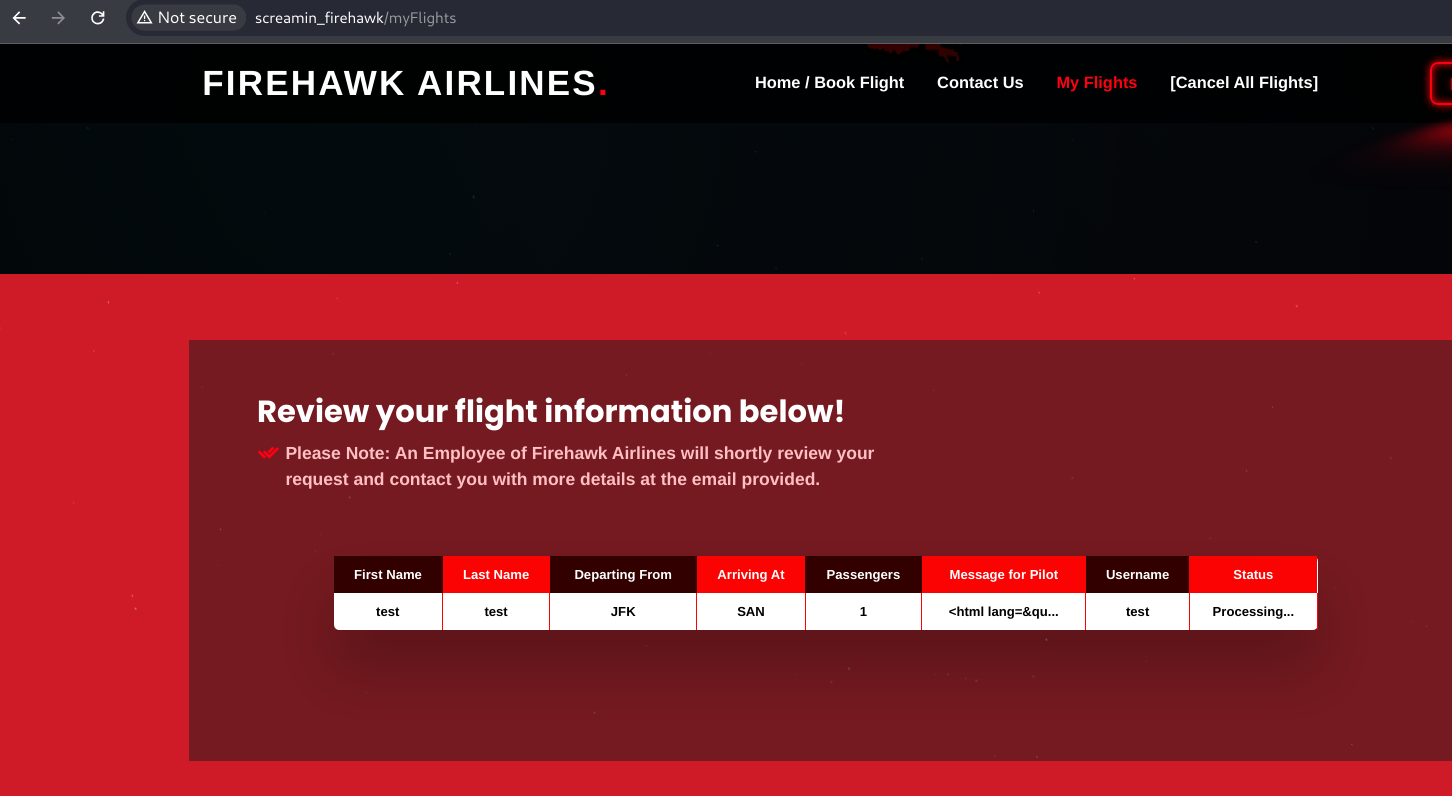 Not secure screamin_firehawk/myFlights
FIREHAWK AIRLINES.
Home / Book Flight Contact Us My Flights [Cancel All Flights]
Review your flight information below!
Please Note: An Employee of Firehawk Airlines will shortly review your
request and contact you with more details at the email provided.
First Name Last Name Departing From Arriving At Passengers Message for Pilot Username Status
test test JFK SAN 1 <html lang=&qu... test Processing...